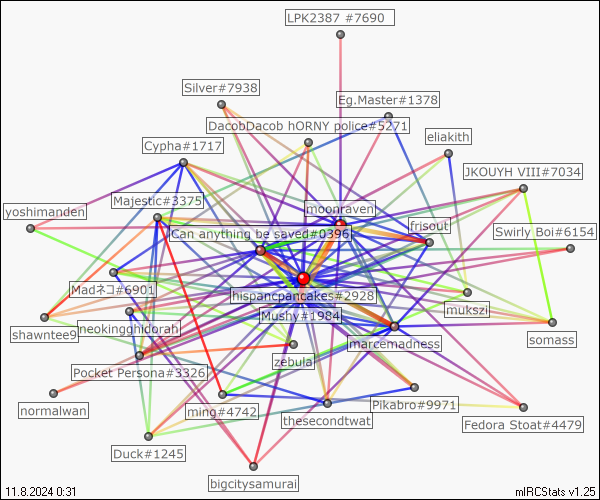 LPK2387 #7690
Silver#7938
Eg.Master#1378
DacobDacob hORNY police#5271
eliakith
Cypha#1717
JKOUYH VIII#7034
Majestic#3375
yoshimanden
moonraven
frisout
Swirly Boi#6154
Can anything be saved#0396
Madネコ#6901
hispancpancakes#2928
mukszi
Mushy#1984
shawntee9
neokingghidorah
somass
marcemadness
zebula
Pocket Persona#3326
normalwan
ming#4742
Pikabro#9971
thesecondtwat
Fedora Stoat#4479
Duck#1245
bigcitysamurai
11.8.2024 0:31
mIRCStats v1.25